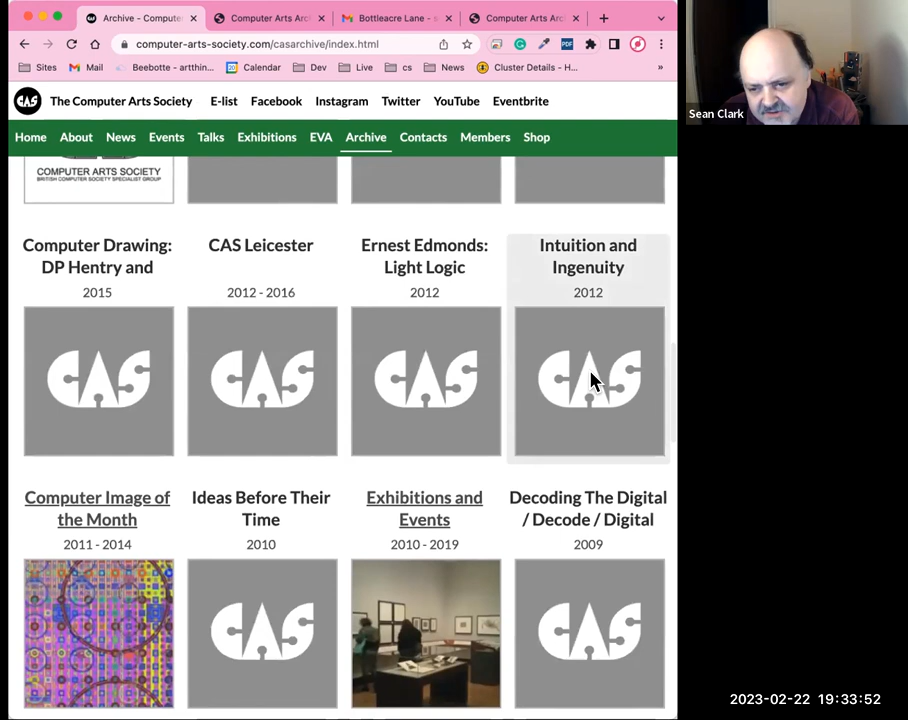 Archive - Compute
Computer Arts Arc
Bottleacre Lane - s
Computer Arts Arc
computer-arts-society.com/casarchive/index.html
Sites
Mail
Beebotte - artthin...
Calendar
Dev
Live
cs
News
Cluster Details - H...
CAS
The Computer Arts Society
E-list
Facebook
Instagram
Twitter
YouTube
Eventbrite
Home
About
News
Events
Talks
Exhibitions
EVA
Archive
Contacts
Members
Shop
COMPUTER ARTS SOCIETY
BRITISH COMPUTER SOCIETY SPECIALIST GROUP
Computer Drawing:
DP Hentry and
2015
CAS
CAS Leicester
2012 - 2016
CAS
Ernest Edmonds:
Light Logic
2012
CAS
Intuition and
Ingenuity
2012
CAS
Computer Image of
the Month
2011 - 2014
Ideas Before Their
Time
2010
CAS
Exhibitions and
Events
2010 - 2019
Decoding The Digital
/ Decode / Digital
2009
CAS
Sean Clark
2023-02-22 19:33:52